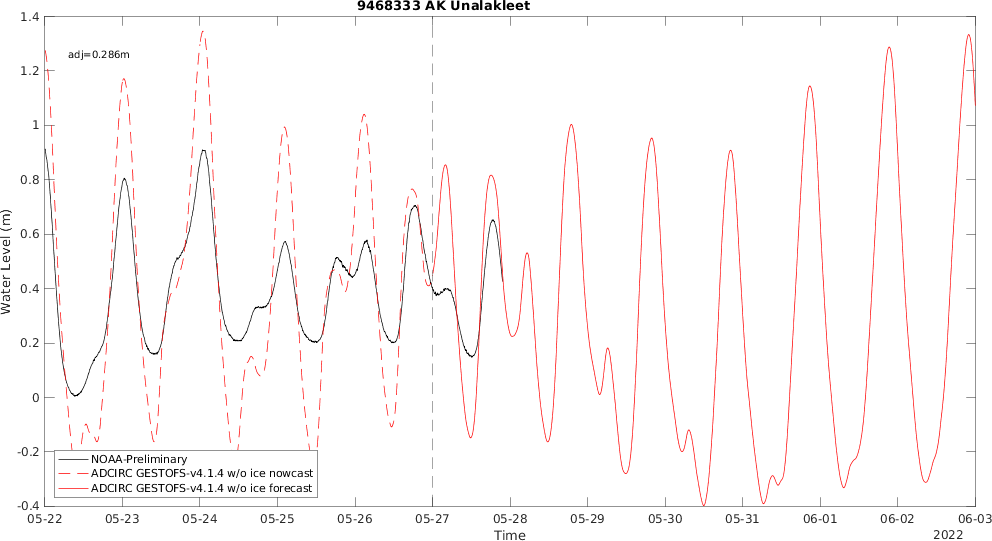 9468333 AK Unalakleet
adj=0.286m
1.4
1.2
1
0.8
0.6
0.4
0.2
0
-0.2
-0.4
Water Level (m)
NOAA-Preliminary
ADCIRC GESTOFS-v4.1.4 w/o ice nowcast
ADCIRC GESTOFS-v4.1.4 w/o ice forecast
05-22 05-23 05-24 05-25 05-26 05-27 05-28 05-29 05-30 05-31 06-01 06-02 06-03
Time
2022